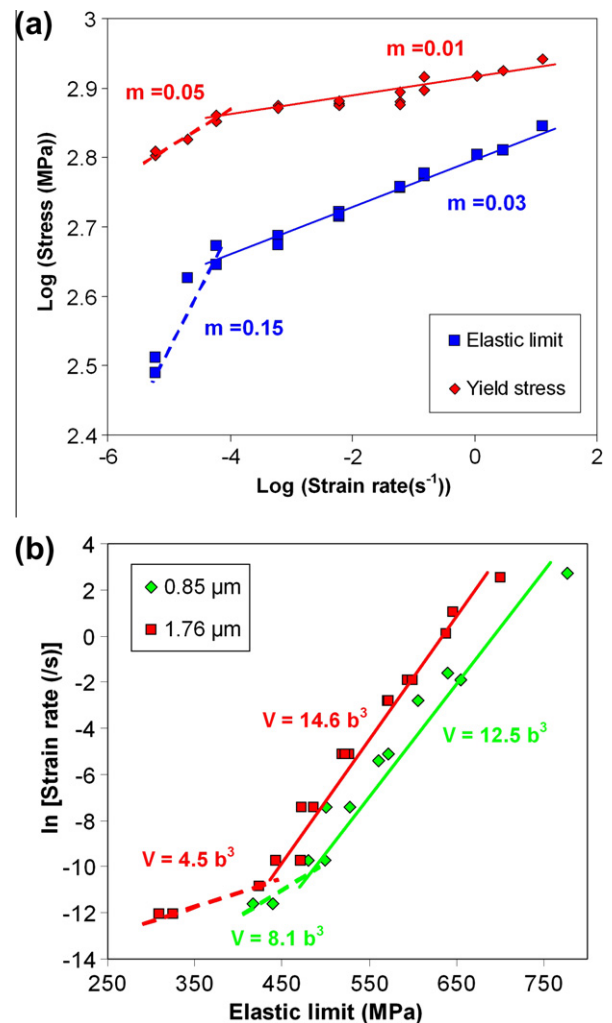 (a)
2.9
2.8
2.7
2.6
2.5
2.4
Log (Stress (MPa))
m =0.05
m =0.01
m =0.03
m =0.15
Elastic limit
Yield stress
-6 -4 -2 0 2
Log (Strain rate(s⁻¹))
(b)
4
2
0
-2
-4
-6
-8
-10
-12
-14
ln [Strain rate (/s)]
0.85 µm
1.76 µm
V = 14.6 b³
V = 12.5 b³
V = 4.5 b³
V = 8.1 b³
250 350 450 550 650 750
Elastic limit (MPa)